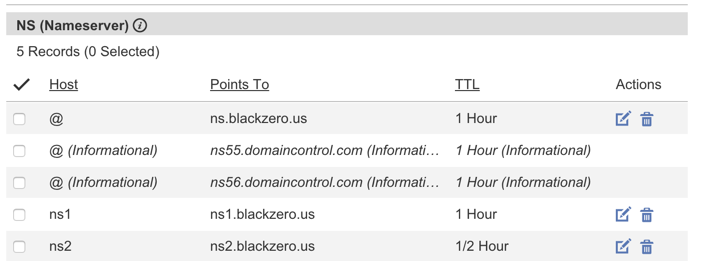 NS (Nameserver)
5 Records (0 Selected)
Host Points To TTL Actions
@ ns.blackzero.us 1 Hour
@ (Informational) ns55.domaincontrol.com (Informati... 1 Hour (Informational)
@ (Informational) ns56.domaincontrol.com (Informati... 1 Hour (Informational)
ns1 ns1.blackzero.us 1 Hour
ns2 ns2.blackzero.us 1/2 Hour